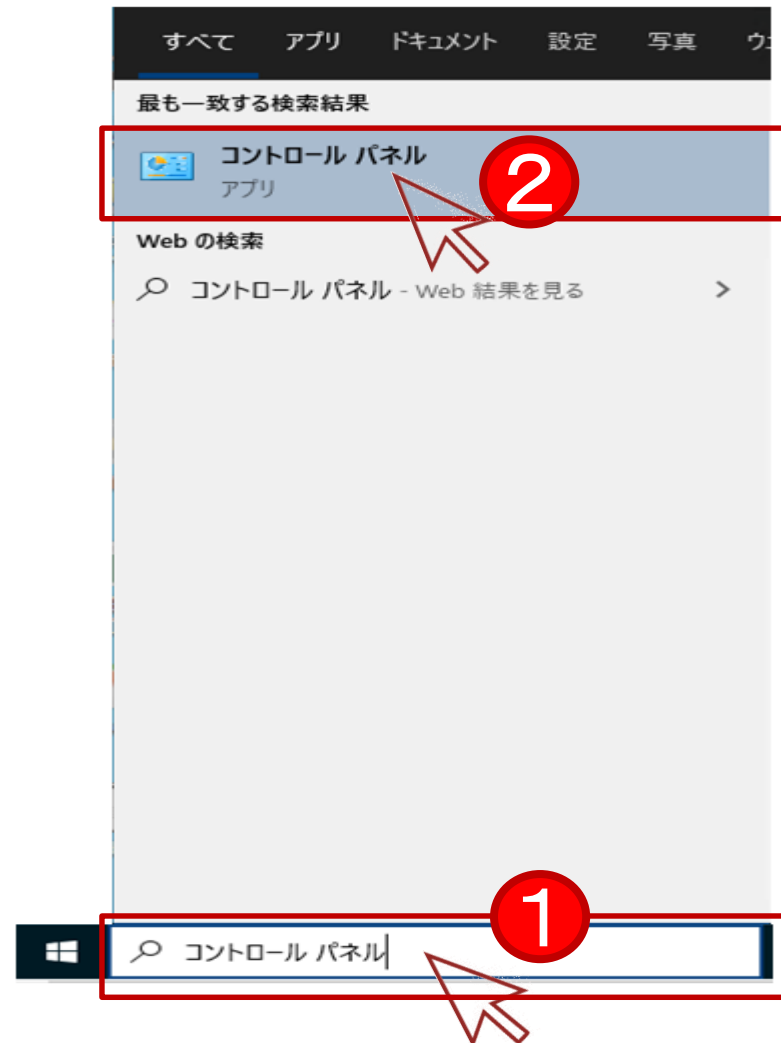 すべて アプリ ドキュメント 設定 写真
最も一致する検索結果
コントロール パネル
アプリ
2
Web の検索
コントロール パネル - Web 結果を見る
1
コントロール パネル